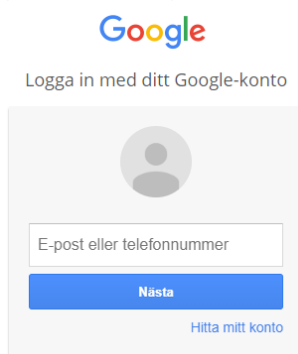 Google
Logga in med ditt Google-konto
E-post eller telefonnummer
Nästa
Hitta mitt konto